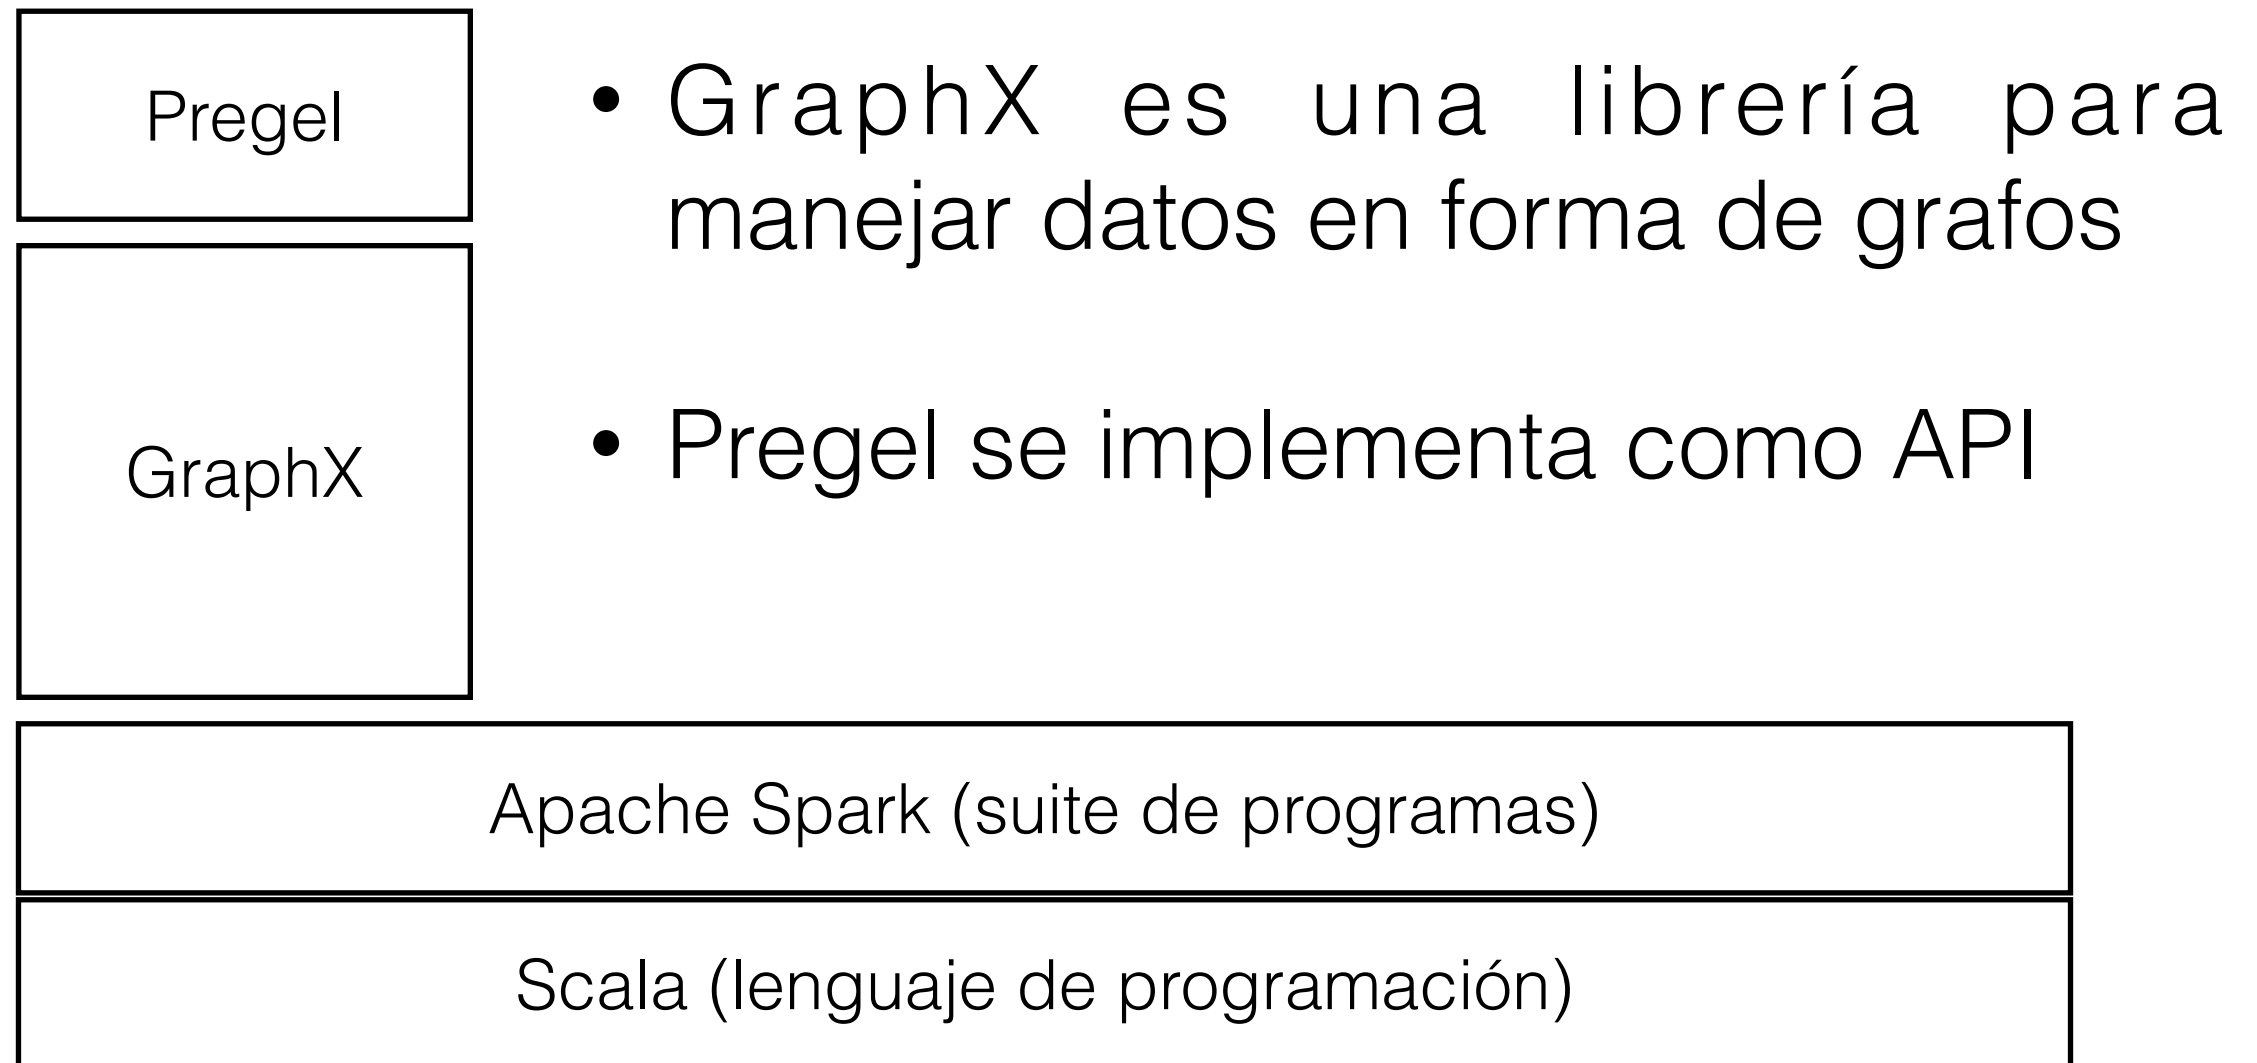 Pregel
GraphX
• GraphX es una librería para
manejar datos en forma de grafos
• Pregel se implementa como API
Apache Spark (suite de programas)
Scala (lenguaje de programación)